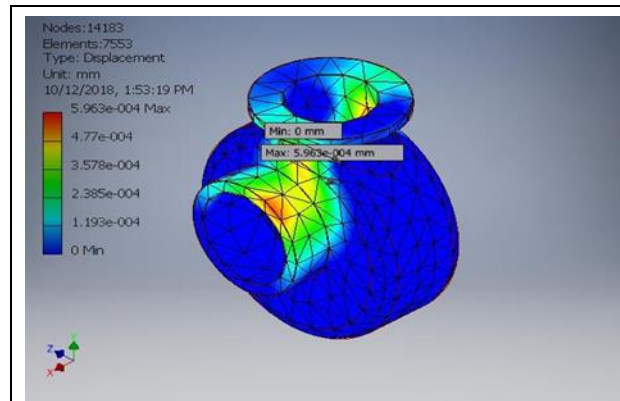 Nodes:14183
Elements:7553
Type: Displacement
Unit: mm
10/12/2018, 1:53:19 PM
5.963e-004 Max
4.77e-004
3.578e-004
2.385e-004
1.193e-004
0 Min
Min: 0 mm
Max: 5.963e-004 mm
Z
Y
X